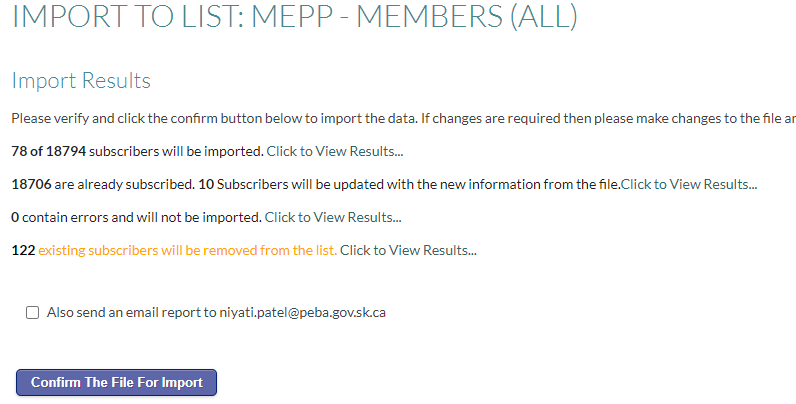 IMPORT TO LIST: MEPP - MEMBERS (ALL)
Import Results
Please verify and click the confirm button below to import the data. If changes are required then please make changes to the file
78 of 18794 subscribers will be imported. Click to View Results...
18706 are already subscribed. 10 Subscribers will be updated with the new information from the file.Click to View Results...
0 contain errors and will not be imported. Click to View Results...
122 existing subscribers will be removed from the list. Click to View Results...
Also send an email report to niyati.patel@peba.gov.sk.ca
Confirm The File For Import